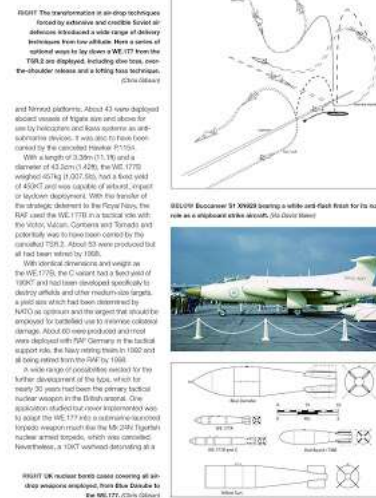 RIGHT The transformation in air-drop techniques
forced by extensive and credible Soviet air
defences introduced a wide range of delivery
techniques from low altitude. Here a series of
optional ways to lay down a WE.177 from the
TSR.2 are displayed, including dive toss, over-
the-shoulder release and a lofting toss technique.
(Chris Gibson)
and Nimrod platforms. About 43 were deployed
aboard vessels of frigate size and above for
use by helicopters and these systems as anti-
submarine devices. It was also to have been
carried by the cancelled Hawker P.1154.
With a length of 3.38m (11.1ft) and a
diameter of 43.2cm (1.42ft), the WE.177B
weighed 457kg (1,007.5lb), had a fixed yield
of 450KT and was capable of airburst, impact
or laydown deployment. With the transfer of
the strategic deterrent to the Royal Navy, the
RAF used the WE.177B in a tactical role with
the Victor, Vulcan, Canberra and Tornado and
potentially was to have been carried by the
cancelled TSR.2. About 53 were produced but
all had been retired by 1998.
With identical dimensions and weight as
the WE.177B, the C variant had a fixed yield of
190KT and had been developed specifically to
destroy airfields and other medium-size targets,
a yield size which had been determined by
NATO as optimum and the largest that should be
employed for battlefield use to minimise collateral
damage. About 60 were produced and most
were deployed with RAF Germany in the tactical
support role, the Navy retiring theirs in 1992 and
all being retired from the RAF by 1998.
A wide range of possibilities existed for the
further development of the type, which for
nearly 30 years had been the primary tactical
nuclear weapon in the British arsenal. One
application studied but never implemented was
to adapt the WE.177 into a submarine-launched
torpedo weapon much like the Mk 24N Tigerfish
nuclear armed torpedo, which was cancelled.
Nevertheless, a 10KT warhead detonating at a
RIGHT UK nuclear bomb cases covering all air-
drop weapons employed, from Blue Danube to
the WE.177. (Chris Gibson)
BELOW Buccaneer S1 XN923 bearing a white anti-flash finish for its
role as a shipboard strike aircraft. (Via David Baker)
Blue Danube
WE.177A
WE.177B and C
Red Beard
Yellow Sun